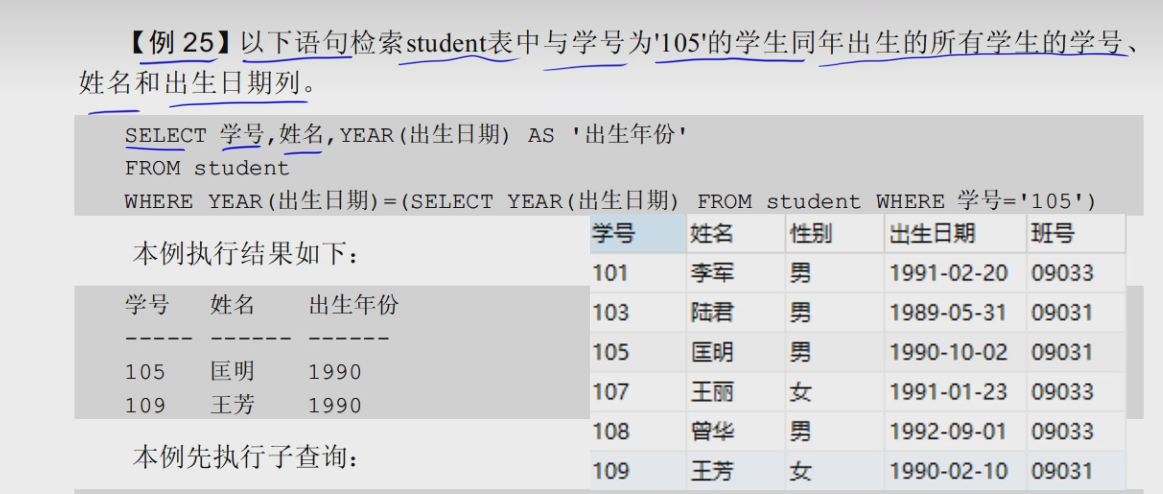 【例 25】以下语句检索student表中与学号为'105'的学生同年出生的所有学生的学号、
姓名和出生日期列。
SELECT 学号,姓名,YEAR(出生日期) AS '出生年份'
FROM student
WHERE YEAR(出生日期)=(SELECT YEAR(出生日期) FROM student WHERE 学号='105')
本例执行结果如下：
学号 姓名 出生年份
----- ------ ------
105 匡明 1990
109 王芳 1990
本例先执行子查询：
学号 姓名 性别 出生日期 班号
101 李军 男 1991-02-20 09033
103 陆君 男 1989-05-31 09031
105 匡明 男 1990-10-02 09031
107 王丽 女 1991-01-23 09033
108 曾华 男 1992-09-01 09033
109 王芳 女 1990-02-10 09031